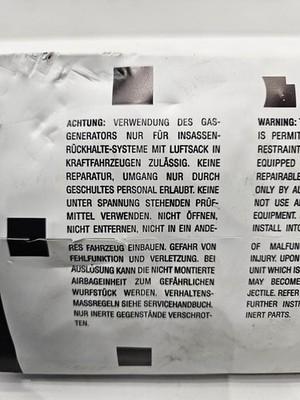 ACHTUNG: VERWENDUNG DES GAS-
GENERATORS NUR FÜR INSASSEN-
RÜCKHALTE-SYSTEME MIT LUFTSACK IN
KRAFTFAHRZEUGEN ZULÄSSIG. KEINE
REPARATUR, UMGANG NUR DURCH
GESCHULTES PERSONAL ERLAUBT. KEINE
UNTER SPANNUNG STEHENDEN PRÜF-
MITTEL VERWENDEN. NICHT ÖFFNEN,
NICHT ENTFERNEN, NICHT IN EIN ANDE-
RES FAHRZEUG EINBAUEN. GEFAHR VON
FEHLFUNKTION UND VERLETZUNG. BEI
AUSLÖSUNG KANN DIE NICHT MONTIERTE
AIRBAGEINHEIT ZUM GEFÄHRLICHEN
WURFSTÜCK WERDEN. VERHALTENS-
MASSREGELN SIEHE SERVICEHANDBUCH.
NUR INERTE GEGENSTÄNDE VERSCHROT-
TEN.
WARNING:
IS PERMIT
RESTRAINT
EQUIPPED
REPARABLE
ONLY BY AU
NOT USE A
EQUIPMENT.
INSTALL INTO
OF MALFUN
INJURY. UPON
UNIT WHICH IS
MAY BECOME
JECTILE. REFER
FURTHER INST
INERT PARTS.